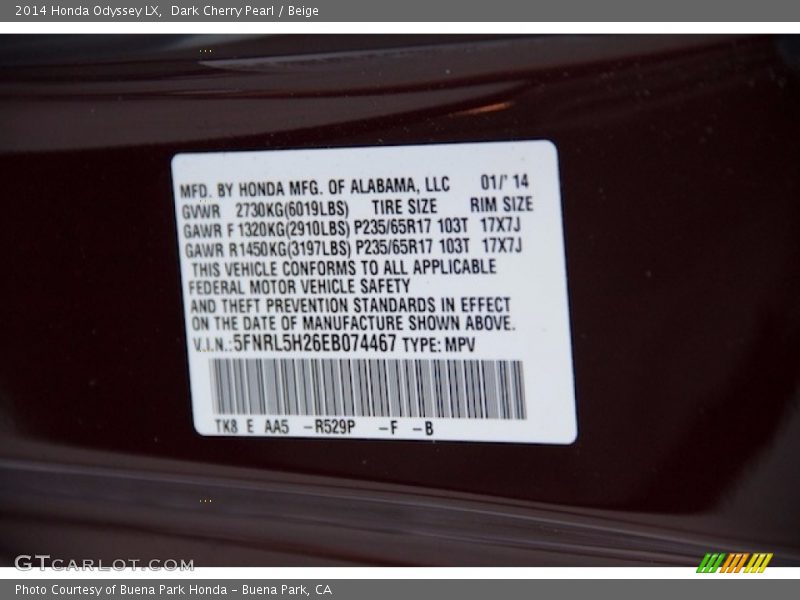 2014 Honda Odyssey LX,  Dark Cherry Pearl / Beige
MFD. BY HONDA MFG. OF ALABAMA, LLC 01/' 14
GVWR 2730KG(6019LBS) TIRE SIZE RIM SIZE
GAWR F 1320KG(2910LBS) P235/65R17 103T 17X7J
GAWR R1450KG(3197LBS) P235/65R17 103T 17X7J
THIS VEHICLE CONFORMS TO ALL APPLICABLE
FEDERAL MOTOR VEHICLE SAFETY
AND THEFT PREVENTION STANDARDS IN EFFECT
ON THE DATE OF MANUFACTURE SHOWN ABOVE.
V.I.N.:5FNRL5H26EB074467 TYPE: MPV
TK8 E AA5 -R529P -F -B
GTCARLOT.COM
Photo Courtesy of Buena Park Honda - Buena Park, CA